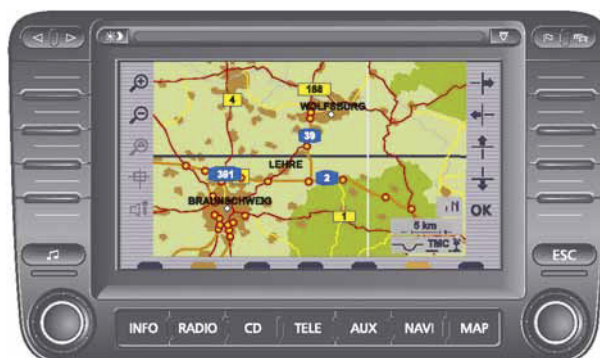 188
4
WOLFSBURG
39
LEHRE
391
2
BRAUNSCHWEIG
1
N
OK
5 km
TMC
ESC
INFO RADIO CD TELE AUX NAVI MAP